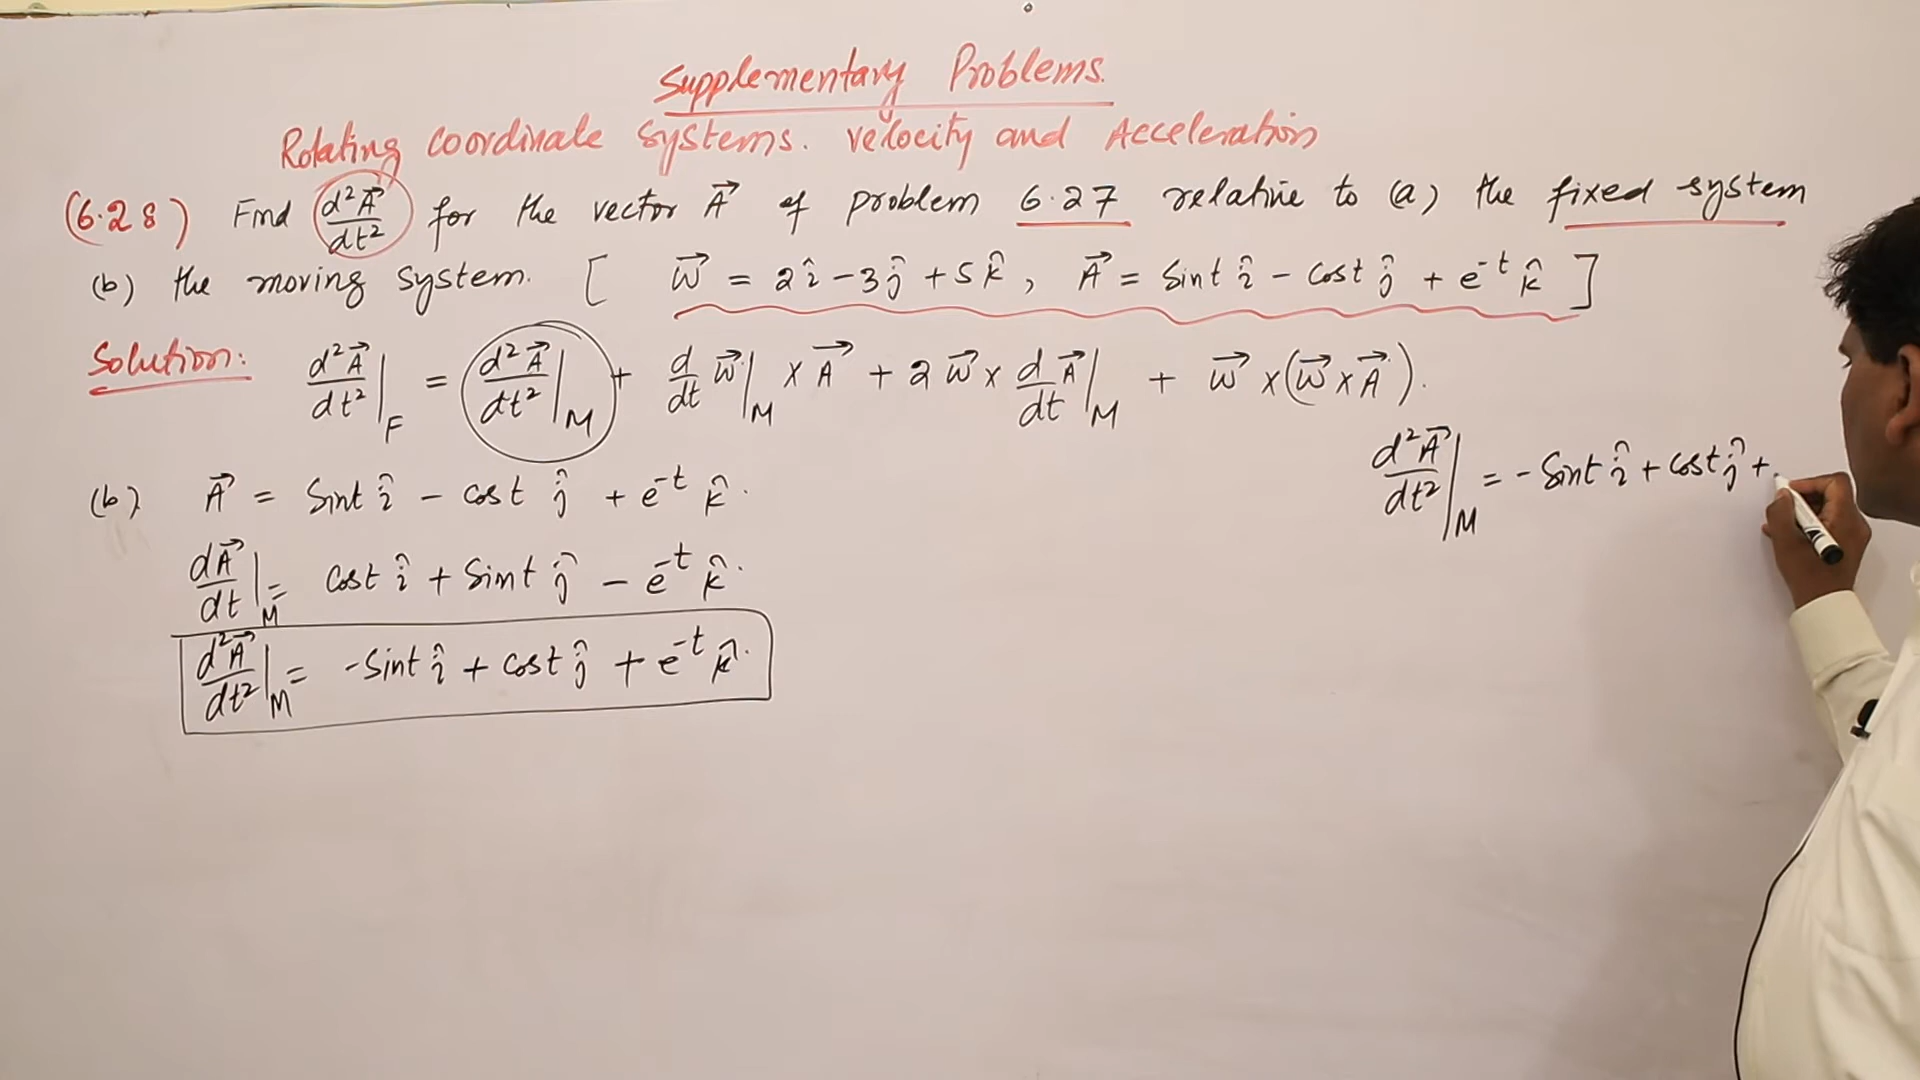 Supplementary Problems.
Rotating coordinate systems. velocity and Acceleration
(6.28) Find d²A⃗/dt² for the vector A⃗ of problem 6.27 relative to (a) the fixed system
(b) the moving system. [ w⃗ = 2î - 3ĵ + 5k̂, A⃗ = Sint î - cost ĵ + e^-t k̂ ]
Solution: d²A⃗/dt²|F = d²A⃗/dt²|M + d/dt w⃗|M × A⃗ + 2 w⃗ × d/dt A⃗|M + w⃗ × (w⃗ × A⃗).
d²A⃗/dt²|M = - Sint î + cost ĵ +
(b) A⃗ = Sint î - cost ĵ + e^-t k̂.
dA⃗/dt|M = cost î + Sint ĵ - e^-t k̂.
d²A⃗/dt²|M = - Sint î + cost ĵ + e^-t k̂.